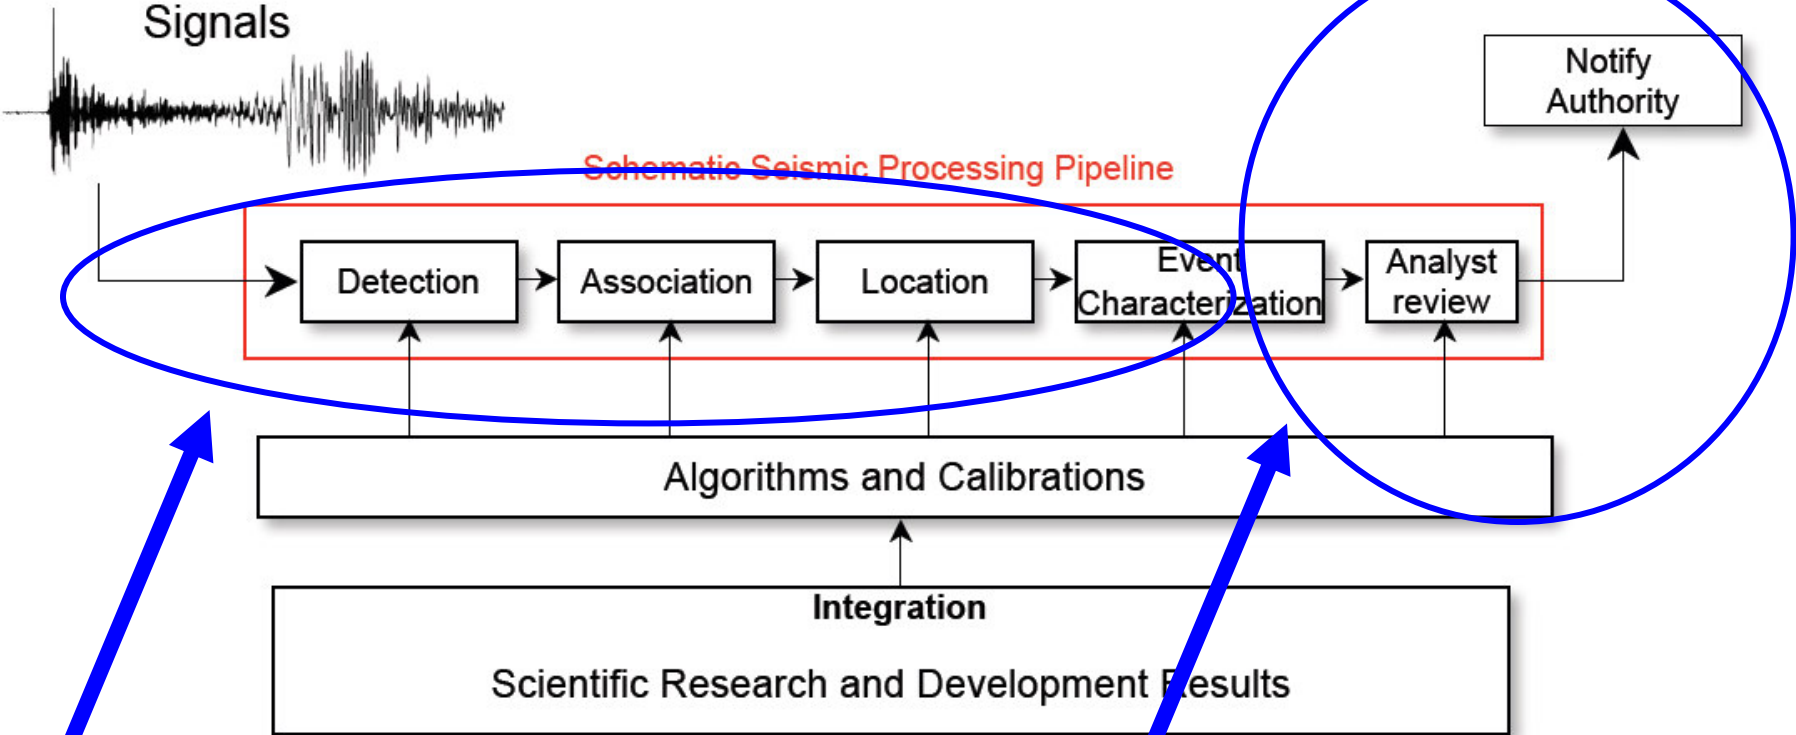 Signals
Notify
Authority
Schematic Seismic Processing Pipeline
Detection
Association
Location
Event
Characterization
Analyst
review
Algorithms and Calibrations
Integration
Scientific Research and Development Results